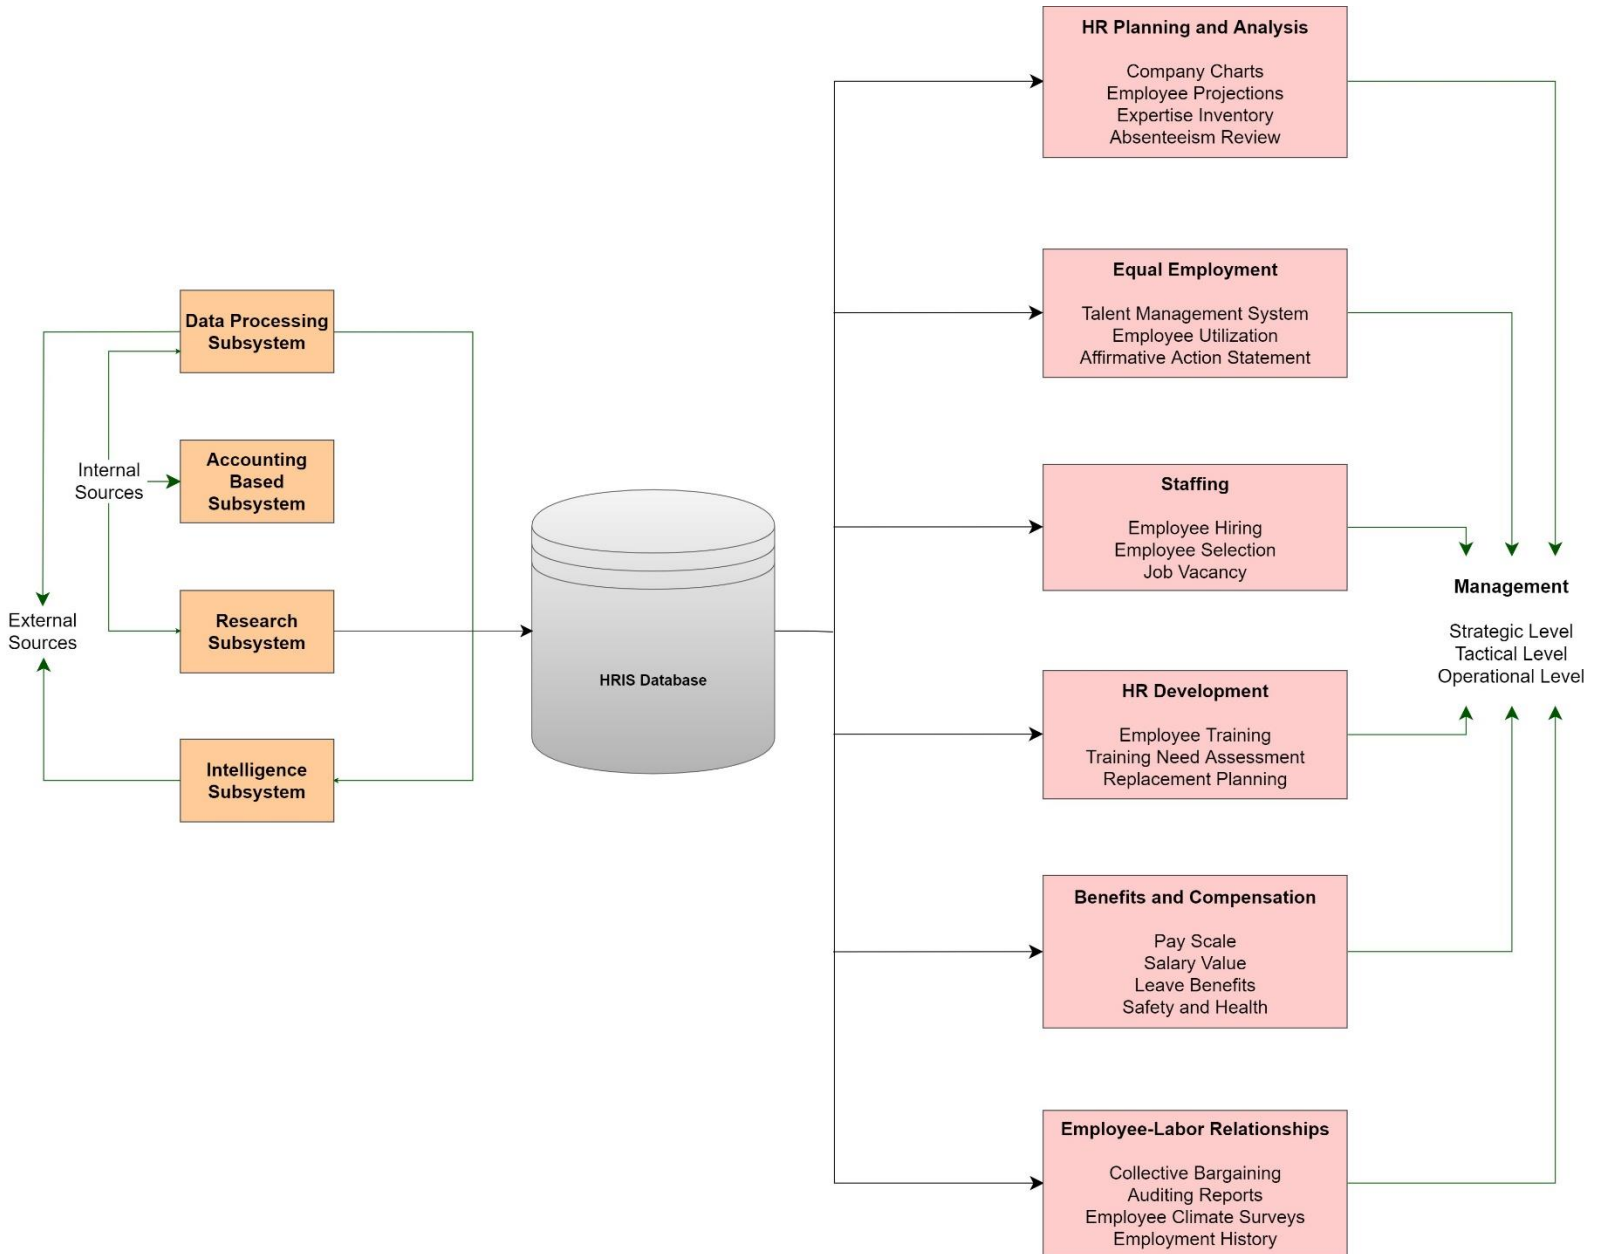 Data Processing
Subsystem
Internal
Sources
Accounting
Based
Subsystem
External
Sources
Research
Subsystem
Intelligence
Subsystem
HRIS Database
HR Planning and Analysis
Company Charts
Employee Projections
Expertise Inventory
Absenteeism Review
Equal Employment
Talent Management System
Employee Utilization
Affirmative Action Statement
Staffing
Employee Hiring
Employee Selection
Job Vacancy
HR Development
Employee Training
Training Need Assessment
Replacement Planning
Benefits and Compensation
Pay Scale
Salary Value
Leave Benefits
Safety and Health
Employee-Labor Relationships
Collective Bargaining
Auditing Reports
Employee Climate Surveys
Employment History
Management
Strategic Level
Tactical Level
Operational Level